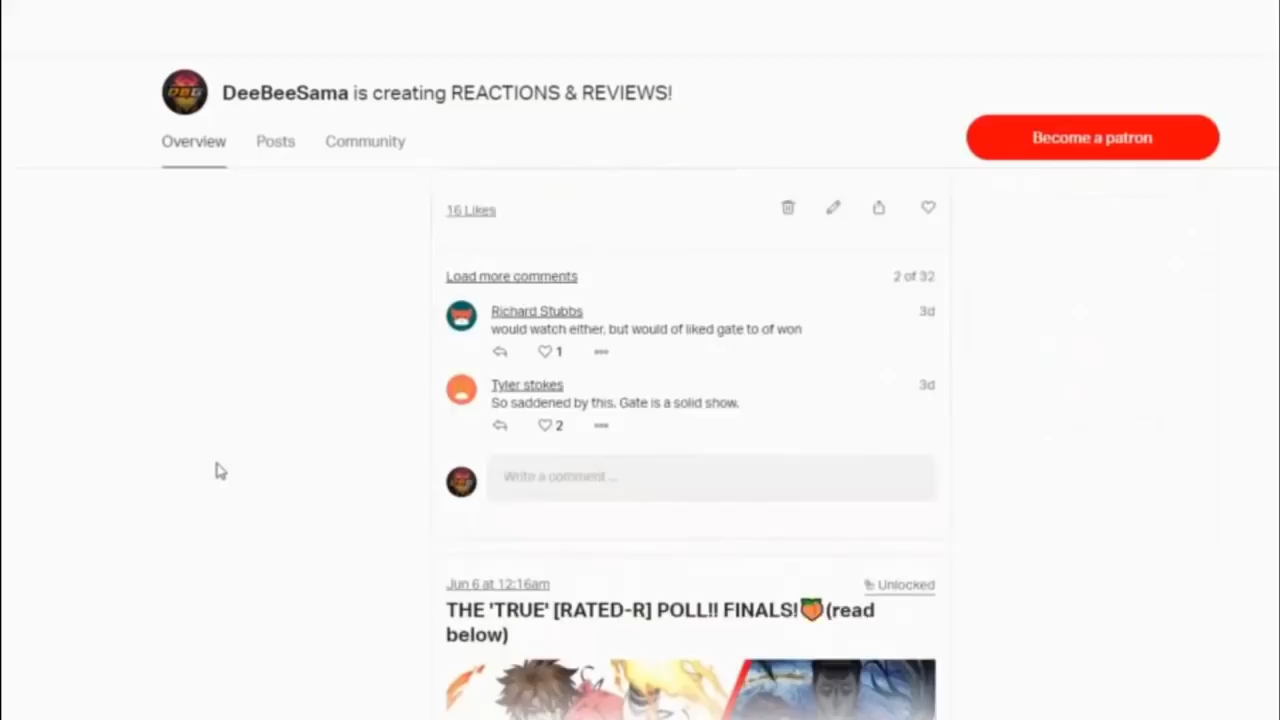 DeeBeeSama is creating REACTIONS & REVIEWS!
Overview Posts Community
Become a patron
16 Likes
Load more comments 2 of 32
Richard Stubbs 3d
would watch either, but would of liked gate to of won
1
Tyler stokes 3d
So saddened by this. Gate is a solid show.
2
Write a comment ...
Jun 6 at 12:16am Unlocked
THE 'TRUE' [RATED-R] POLL!! FINALS!🍑(read
below)